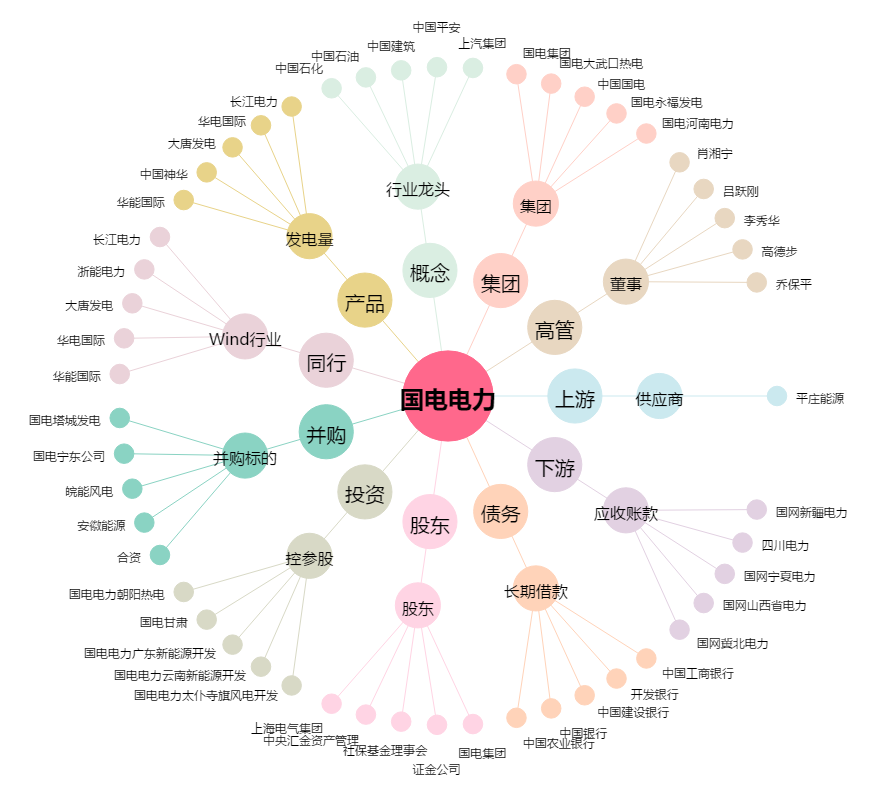 中国平安
上汽集团
中国建筑
中国石油
中国石化
行业龙头
概念
国电集团
国电大武口热电
中国国电
国电永福发电
国电河南电力
集团
集团
肖湘宁
吕跃刚
李秀华
高德步
乔保平
董事
高管
上游
供应商
平庄能源
下游
应收账款
国网新疆电力
四川电力
国网宁夏电力
国网山西省电力
国网冀北电力
债务
长期借款
中国工商银行
开发银行
中国建设银行
中国银行
中国农业银行
股东
股东
国电集团
证金公司
社保基金理事会
中央汇金资产管理
上海电气集团
投资
控参股
国电电力朝阳热电
国电甘肃
国电电力广东新能源开发
国电电力云南新能源开发
国电电力太仆寺旗风电开发
并购
并购标的
国电塔城发电
国电宁东公司
皖能风电
安徽能源
合资
同行
Wind行业
长江电力
浙能电力
大唐发电
华电国际
华能国际
产品
发电量
长江电力
华电国际
大唐发电
中国神华
华能国际
国电电力